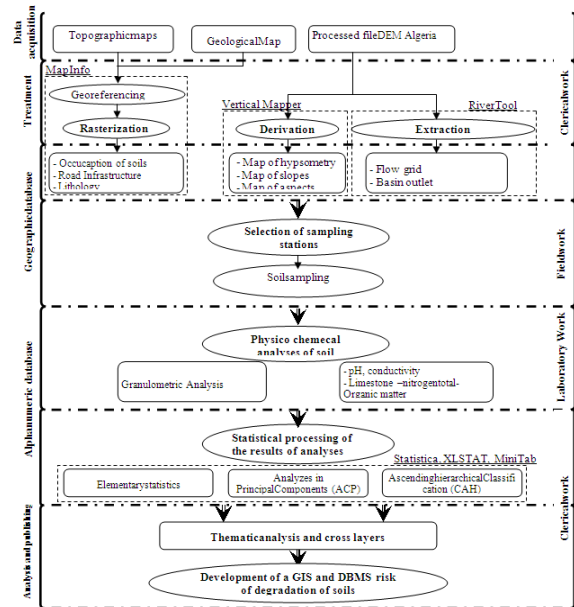 Data
acquisition
Topographicmaps
GeologicalMap
Processed fileDEM Algeria
Treatment
MapInfo
Georeferencing
Rasterization
Vertical Mapper
Derivation
RiverTool
Extraction
Clericalwork
Geographicdatabase
- Occucaption of soils
- Road Infrastructure
- Lithology
- Map of hypsometry
- Map of slopes
- Map of aspects
- Flow grid
- Basin outlet
Selection of sampling
stations
Soilsampling
Fieldwork
Alphanumeric database
Physico chemecal
analyses of soil
Granulometric Analysis
- pH, conductivity
- Limestone –nitrogentotal-
Organic matter
Laboratory Work
Statistical processing of
the results of analyses
Statistica, XLSTAT, MiniTab
Elementarystatistics
Analyzes in
PrincipalComponents (ACP)
AscendinghierarchicalClassifi
cation (CAH)
Clericalwork
Analysis and publishing
Thematicanalysis and cross layers
Development of a GIS and DBMS risk
of degradation of soils